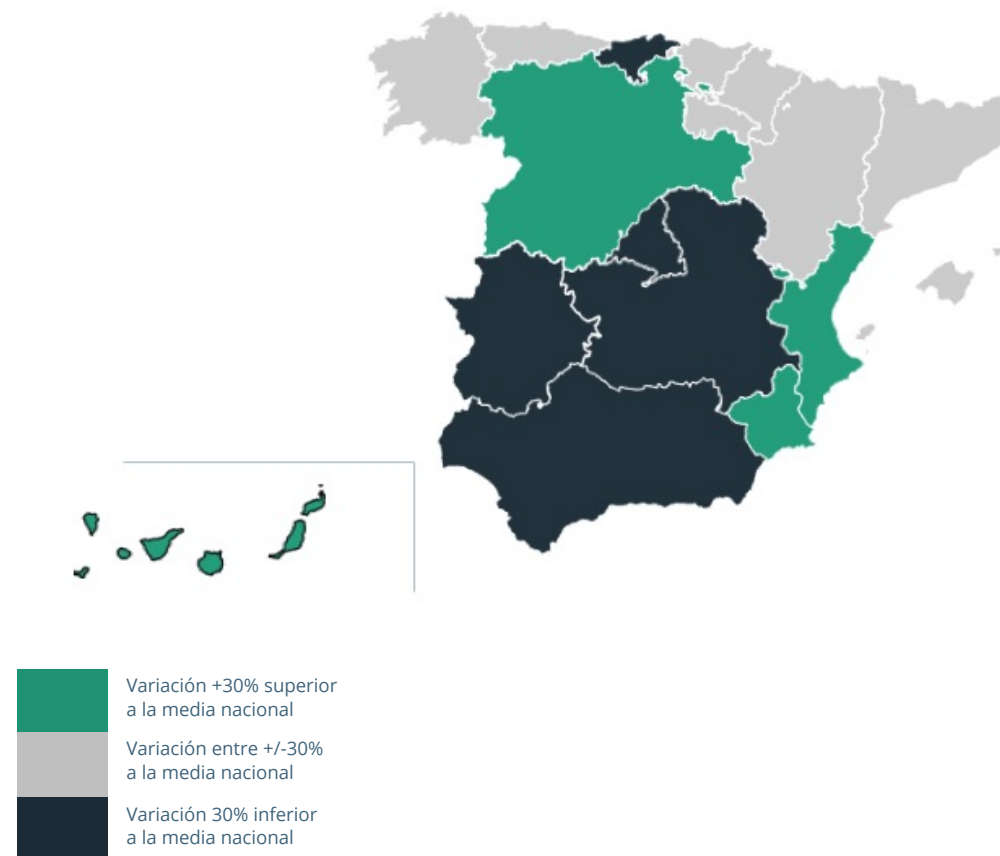 Variación +30% superior
a la media nacional
Variación entre +/-30%
a la media nacional
Variación 30% inferior
a la media nacional